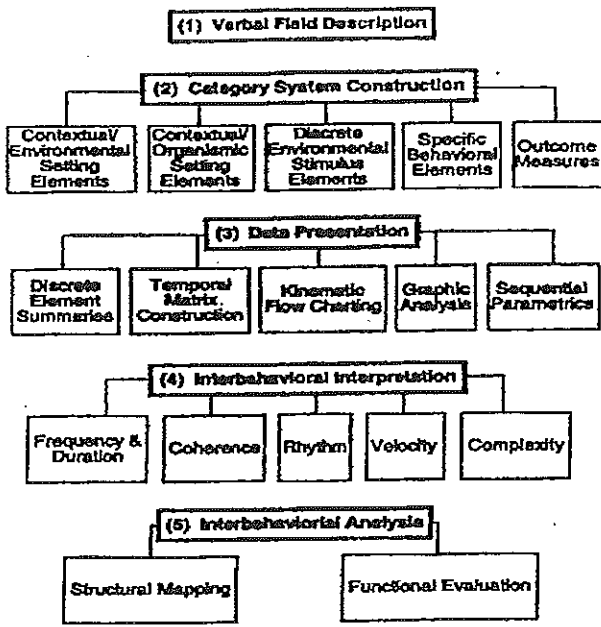 (1) Verbal Field Description
(2) Category System Construction
Contextual/
Environmental
Setting
Elements
Contextual/
Organismic
Setting
Elements
Discrete
Environmental
Stimulus
Elements
Specific
Behavioral
Elements
Outcome
Measures
(3) Data Presentation
Discrete
Element
Summaries
Temporal
Matrix
Construction
Kinematic
Flow Charting
Graphic
Analysis
Sequential
Parametrics
(4) Interbehavioral Interpretation
Frequency &
Duration
Coherence
Rhythm
Velocity
Complexity
(5) Interbehaviorial Analysis
Structural Mapping
Functional Evaluation